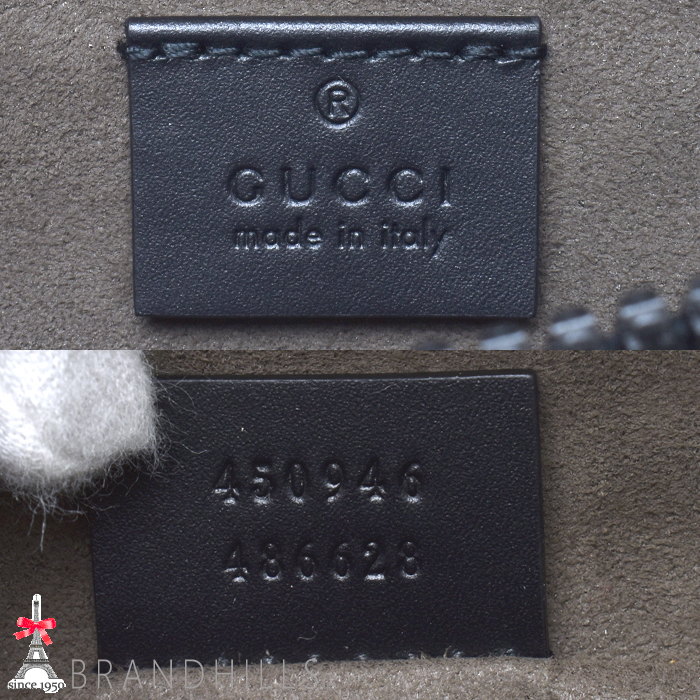 ®
GUCCI
made in italy
450946
486628
since 1950
BRANDHILLS